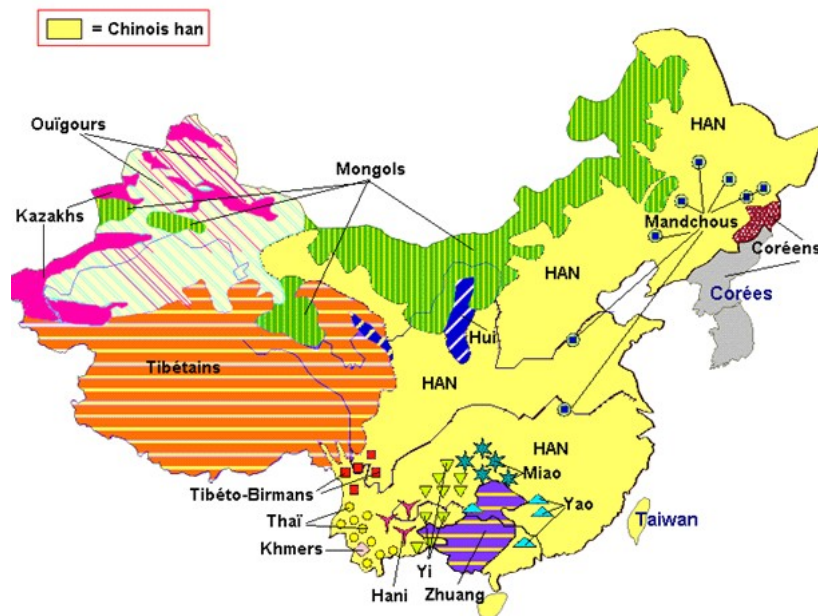 = Chinois han
Ouïgours
HAN
Mongols
Kazakhs
Mandchous
Coréens
HAN
Corées
Hui
Tibétains
HAN
HAN
Miao
Tibéto-Birmans
Yao
Thaï
Taiwan
Khmers
Hani
Yi
Zhuang